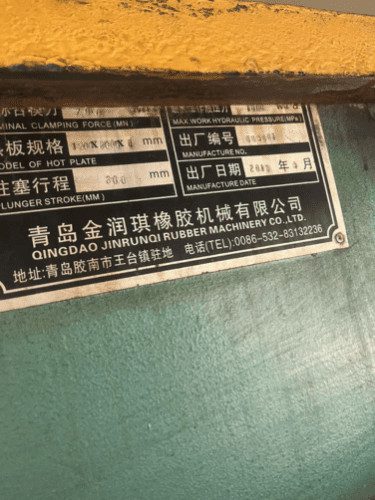 MINAL CLAMPING FORCE(MN)
MAX.WORK HYDRAULIC PRESSURE(MPa)
板规格 mm
出厂编号
ODEL OF HOT PLATE
MANUFACTURE NO.
柱塞行程 300 mm
出厂日期 年 月
LUNGER STROKE(MM)
MANUFACTURE DATE
青岛金润琪橡胶机械有限公司
QINGDAO JINRUNQI RUBBER MACHINERY CO.,LTD.
地址:青岛胶南市王台镇驻地 电话(TEL):0086-532-83132236